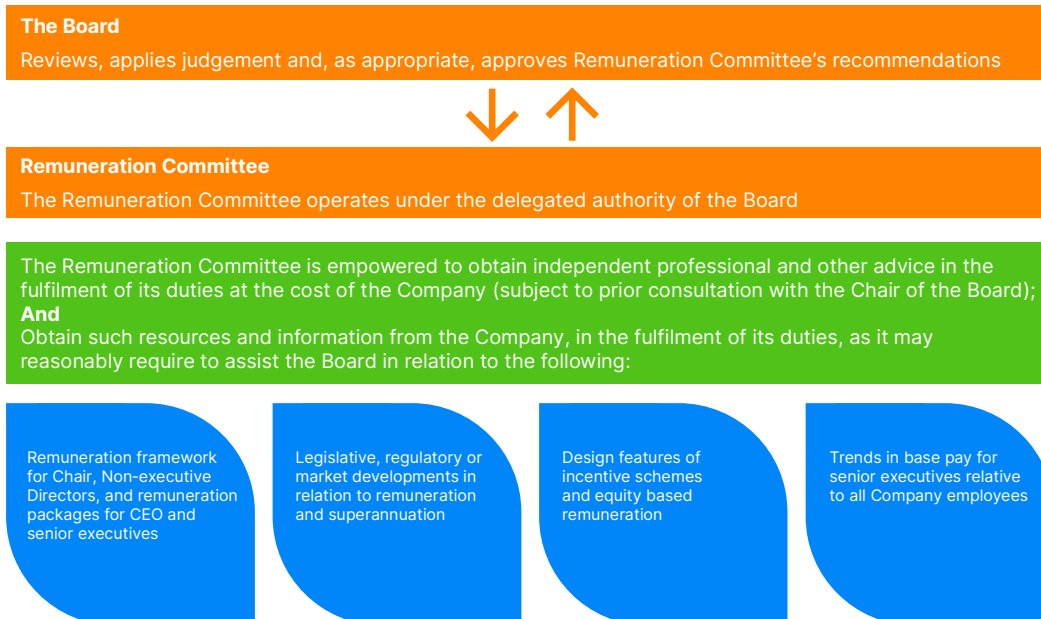 The Board
Reviews, applies judgement and, as appropriate, approves Remuneration Committee’s recommendations
Remuneration Committee
The Remuneration Committee operates under the delegated authority of the Board
The Remuneration Committee is empowered to obtain independent professional and other advice in the
fulfilment of its duties at the cost of the Company (subject to prior consultation with the Chair of the Board);
And
Obtain such resources and information from the Company, in the fulfilment of its duties, as it may
reasonably require to assist the Board in relation to the following:
Remuneration framework
for Chair, Non-executive
Directors, and remuneration
packages for CEO and
senior executives
Legislative, regulatory or
market developments in
relation to remuneration
and superannuation
Design features of
incentive schemes
and equity based
remuneration
Trends in base pay for
senior executives relative
to all Company employees